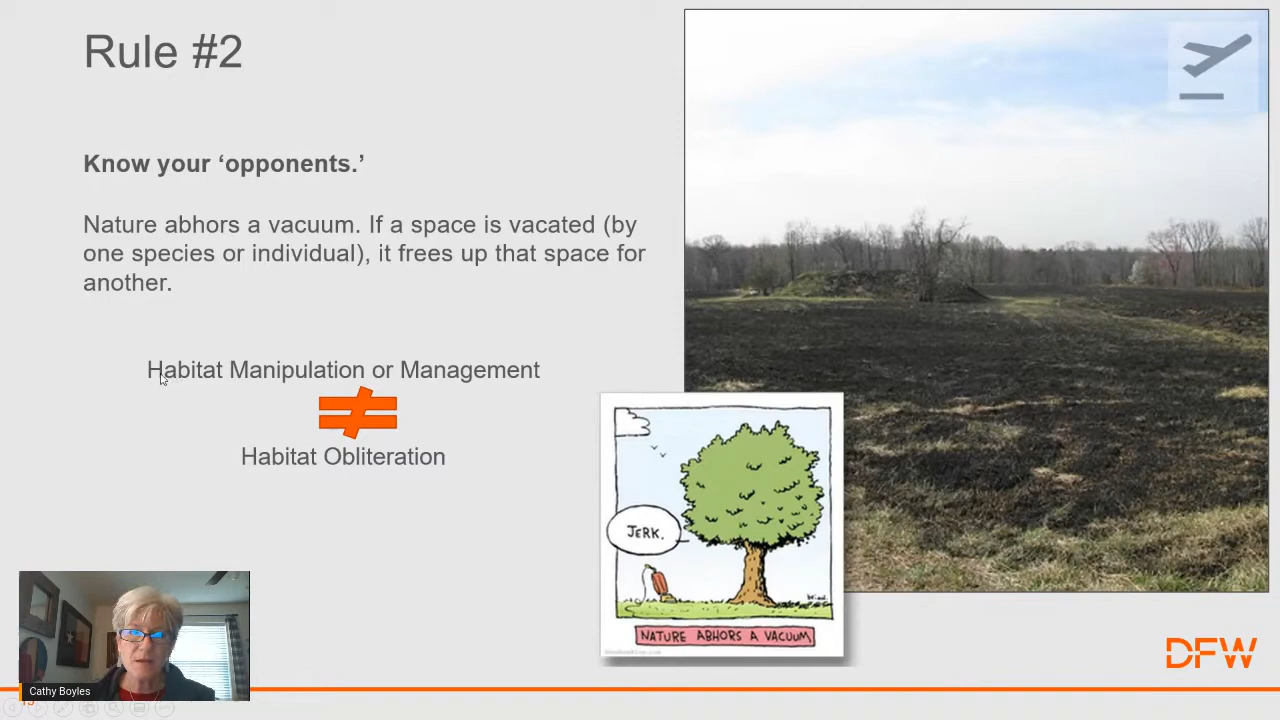 Rule #2
Know your ‘opponents.’
Nature abhors a vacuum. If a space is vacated (by
one species or individual), it frees up that space for
another.
Habitat Manipulation or Management
≠
Habitat Obliteration
JERK.
NATURE ABHORS A VACUUM
DFW
Cathy Boyles